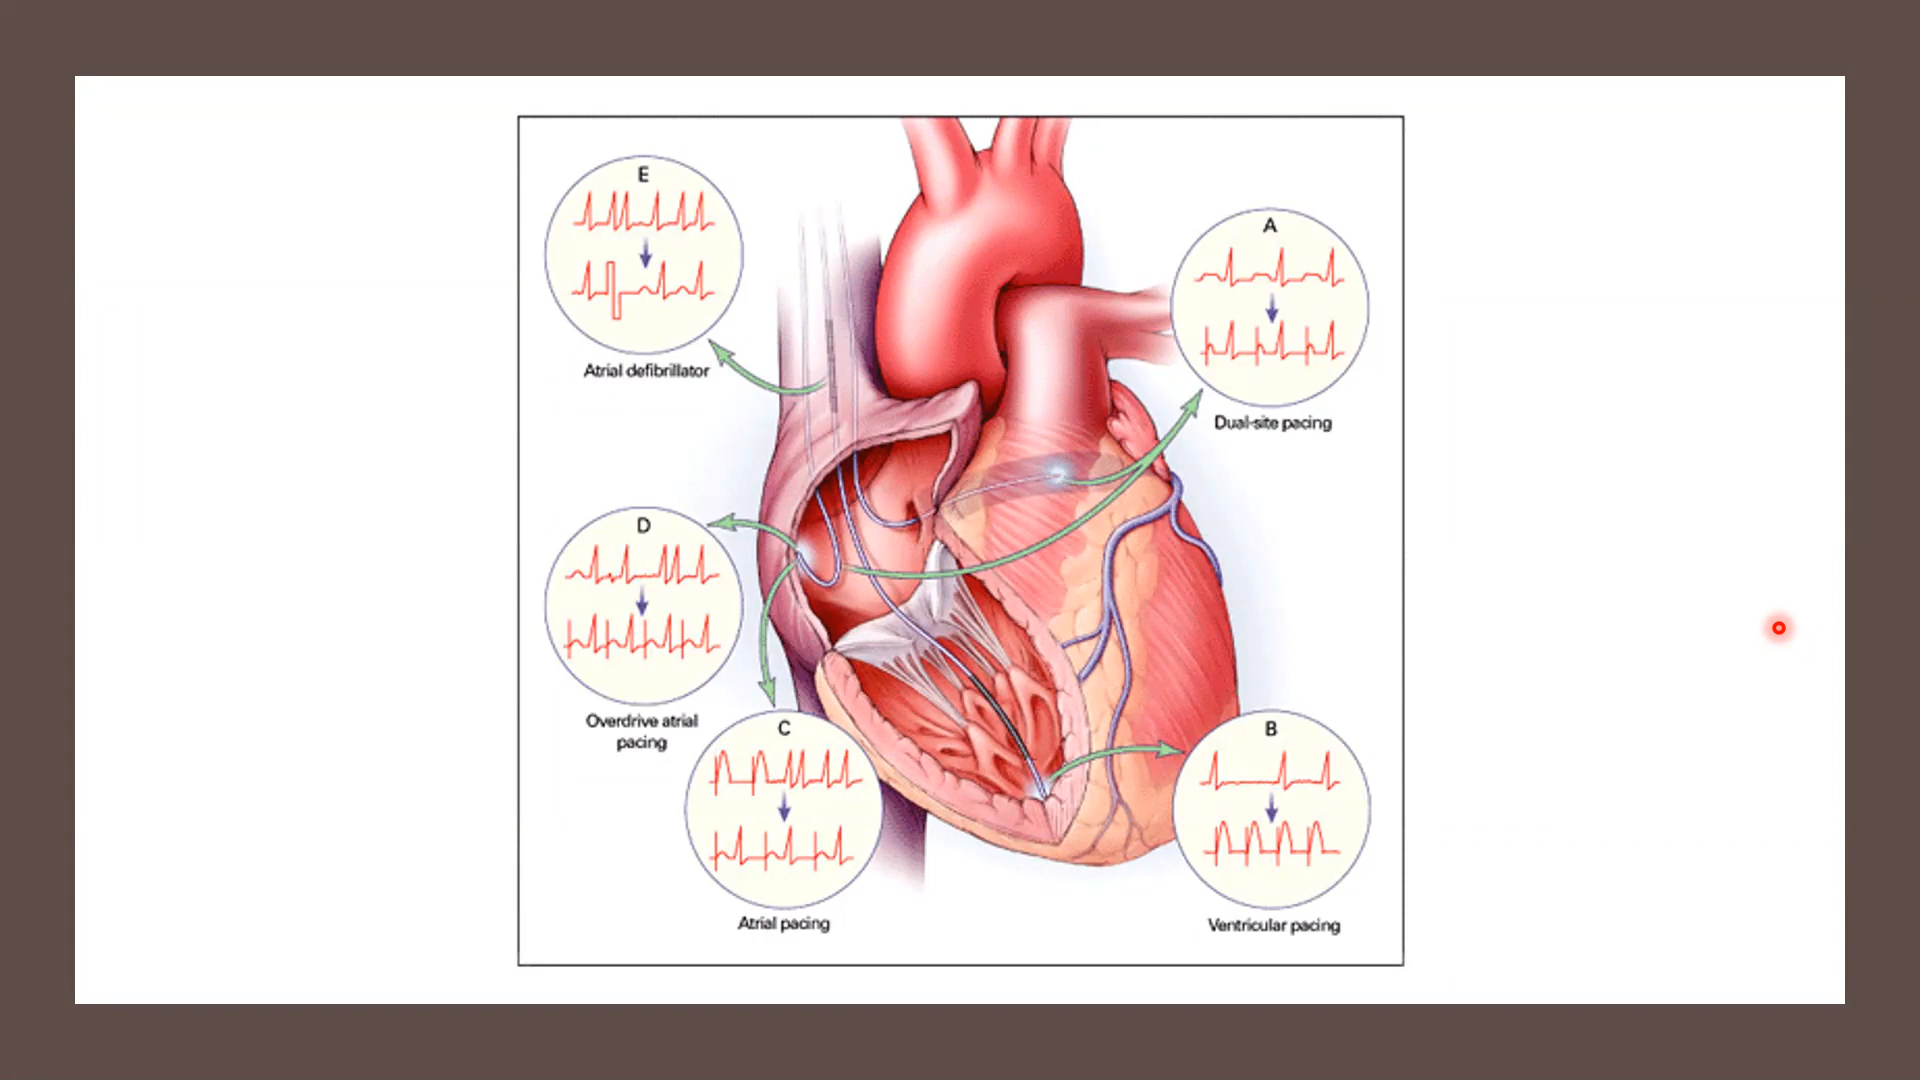 E
Atrial defibrillator
A
Dual-site pacing
D
Overdrive atrial
pacing
C
Atrial pacing
B
Ventricular pacing